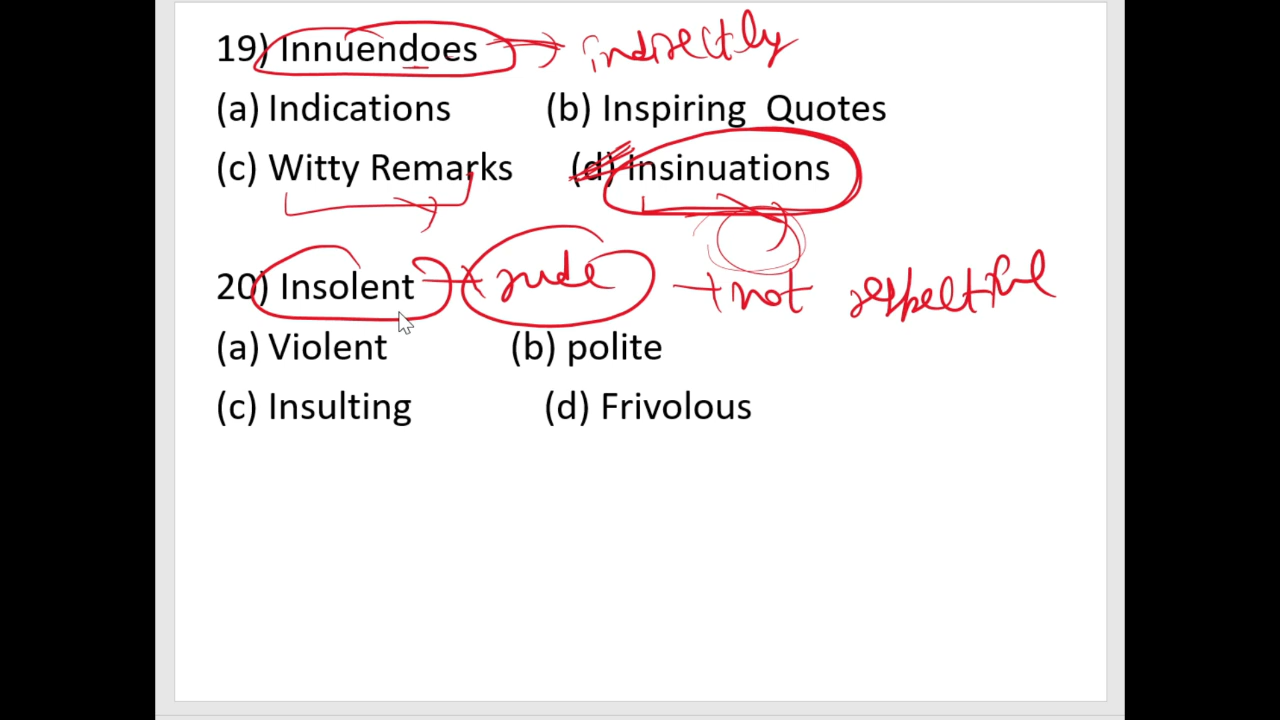 19) Innuendoes → indirectly
(a) Indications (b) Inspiring Quotes
(c) Witty Remarks (d) Insinuations
20) Insolent → rude → not respectful
(a) Violent (b) polite
(c) Insulting (d) Frivolous